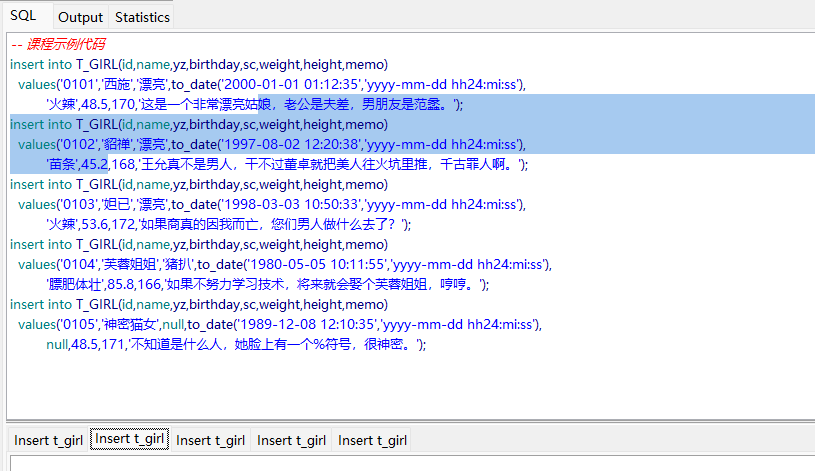 SQL Output Statistics
-- 课程示例代码
insert into T_GIRL(id,name,yz,birthday,sc,weight,height,memo)
values('0101','西施','漂亮',to_date('2000-01-01 01:12:35','yyyy-mm-dd hh24:mi:ss'),
'火辣',48.5,170,'这是一个非常漂亮姑娘，老公是夫差，男朋友是范蠡。');
insert into T_GIRL(id,name,yz,birthday,sc,weight,height,memo)
values('0102','貂禅','漂亮',to_date('1997-08-02 12:20:38','yyyy-mm-dd hh24:mi:ss'),
'苗条',45.2,168,'王允真不是男人，干不过董卓就把美人往火坑里推，千古罪人啊。');
insert into T_GIRL(id,name,yz,birthday,sc,weight,height,memo)
values('0103','妲已','漂亮',to_date('1998-03-03 10:50:33','yyyy-mm-dd hh24:mi:ss'),
'火辣',53.6,172,'如果商真的因我而亡，您们男人做什么去了？');
insert into T_GIRL(id,name,yz,birthday,sc,weight,height,memo)
values('0104','芙蓉姐姐','猪扒',to_date('1980-05-05 10:11:55','yyyy-mm-dd hh24:mi:ss'),
'膘肥体壮',85.8,166,'如果不努力学习技术，将来就会娶个芙蓉姐姐，哼哼。');
insert into T_GIRL(id,name,yz,birthday,sc,weight,height,memo)
values('0105','神密猫女',null,to_date('1989-12-08 12:10:35','yyyy-mm-dd hh24:mi:ss'),
null,48.5,171,'不知道是什么人，她脸上有一个%符号，很神密。');
Insert t_girl Insert t_girl Insert t_girl Insert t_girl Insert t_girl